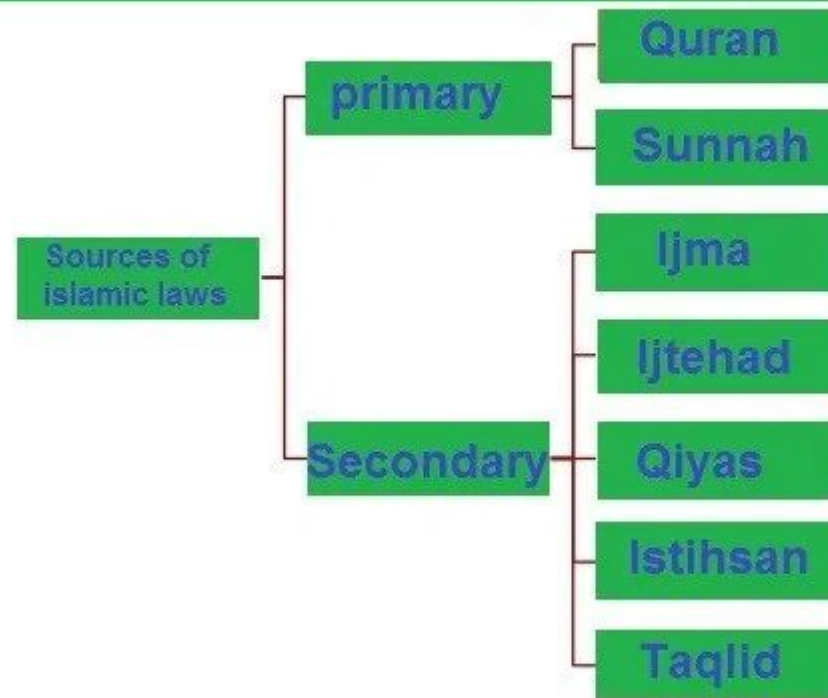 Sources of
islamic laws
primary
Quran
Sunnah
Secondary
Ijma
Ijtehad
Qiyas
Istihsan
Taqlid